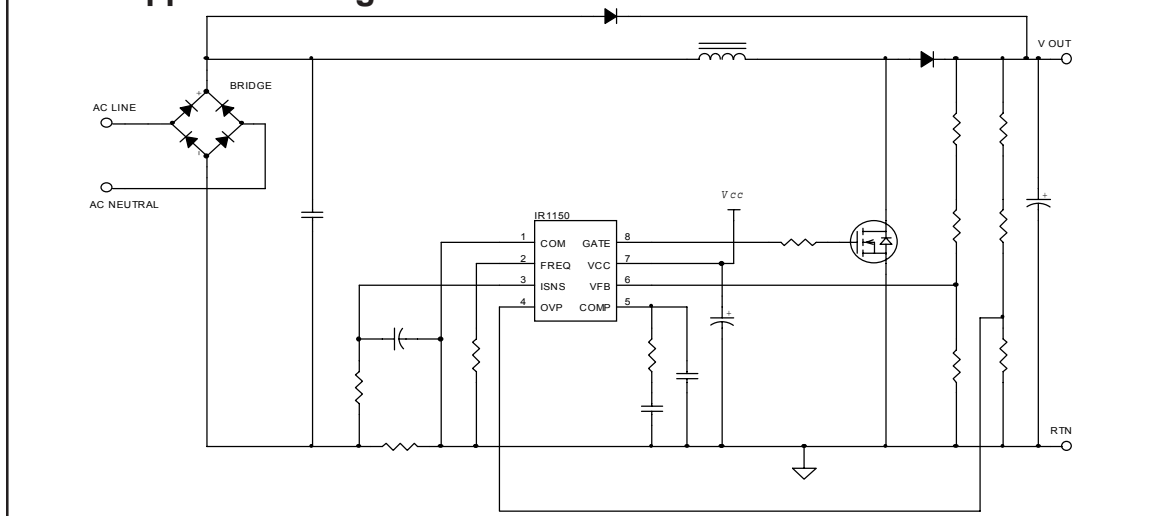 V OUT
BRIDGE
+
AC LINE
-
AC NEUTRAL
Vcc
+
IR1150
1 COM GATE 8
2 FREQ VCC 7
3 ISNS VFB 6
4 OVP COMP 5
+
RTN